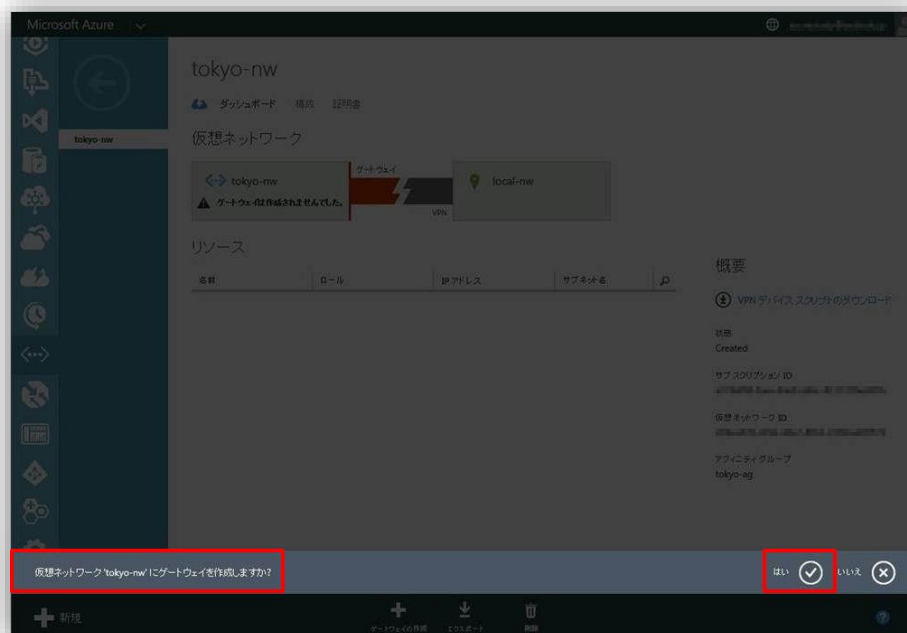 Microsoft Azure
tokyo-nw
tokyo-nw
ダッシュボード 構成 証明書
仮想ネットワーク
ゲートウェイ
tokyo-nw
local-nw
ゲートウェイは作成されませんでした。
VPN
リソース
名前 ロール IP アドレス サブネット名
概要
VPN デバイス スクリプトのダウンロード
状態
Created
サブスクリプション ID
仮想ネットワーク ID
アフィニティ グループ
tokyo-ag
仮想ネットワーク 'tokyo-nw' にゲートウェイを作成しますか?
はい いいえ
新規
ゲートウェイの作成 エクスポート 削除
?